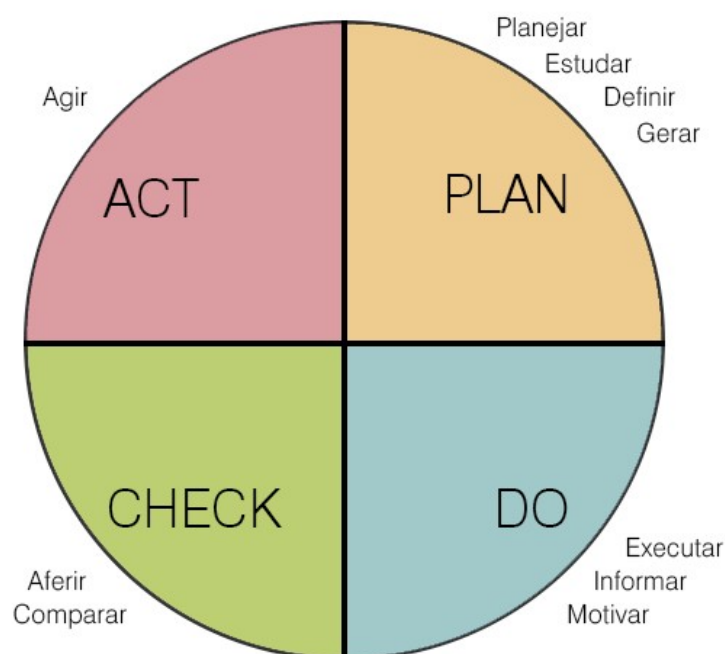 Planejar
Estudar
Definir
Gerar
Agir
ACT
PLAN
CHECK
DO
Executar
Informar
Motivar
Aferir
Comparar